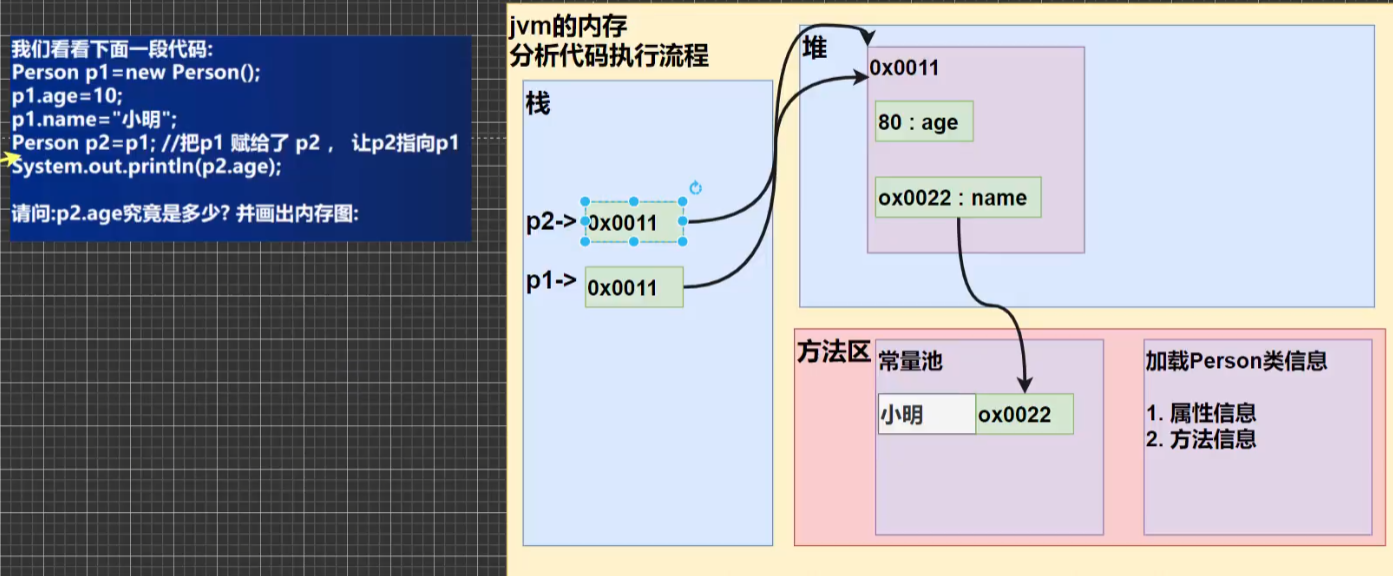 我们看看下面一段代码:
Person p1=new Person();
p1.age=10;
p1.name="小明";
Person p2=p1; //把p1 赋给了 p2 ， 让p2指向p1
System.out.println(p2.age);
请问:p2.age究竟是多少? 并画出内存图:
jvm的内存
分析代码执行流程
栈
p2-> 0x0011
p1-> 0x0011
堆
0x0011
80 : age
ox0022 : name
方法区
常量池
小明 ox0022
加载Person类信息
1. 属性信息
2. 方法信息